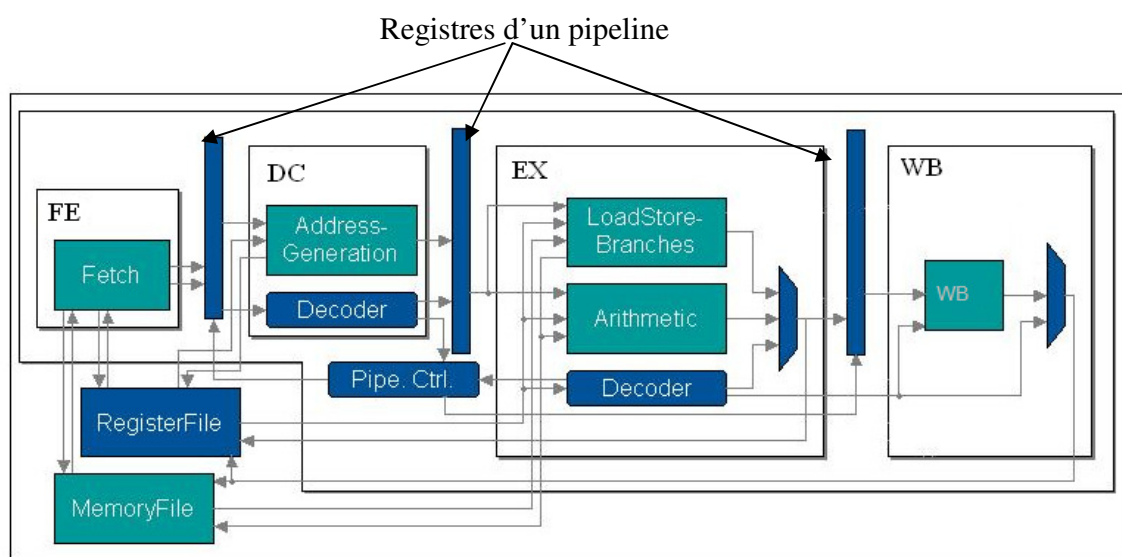 Registres d'un pipeline
FE
Fetch
DC
Address-
Generation
Decoder
Pipe. Ctrl.
EX
LoadStore-
Branches
Arithmetic
Decoder
WB
WB
RegisterFile
MemoryFile